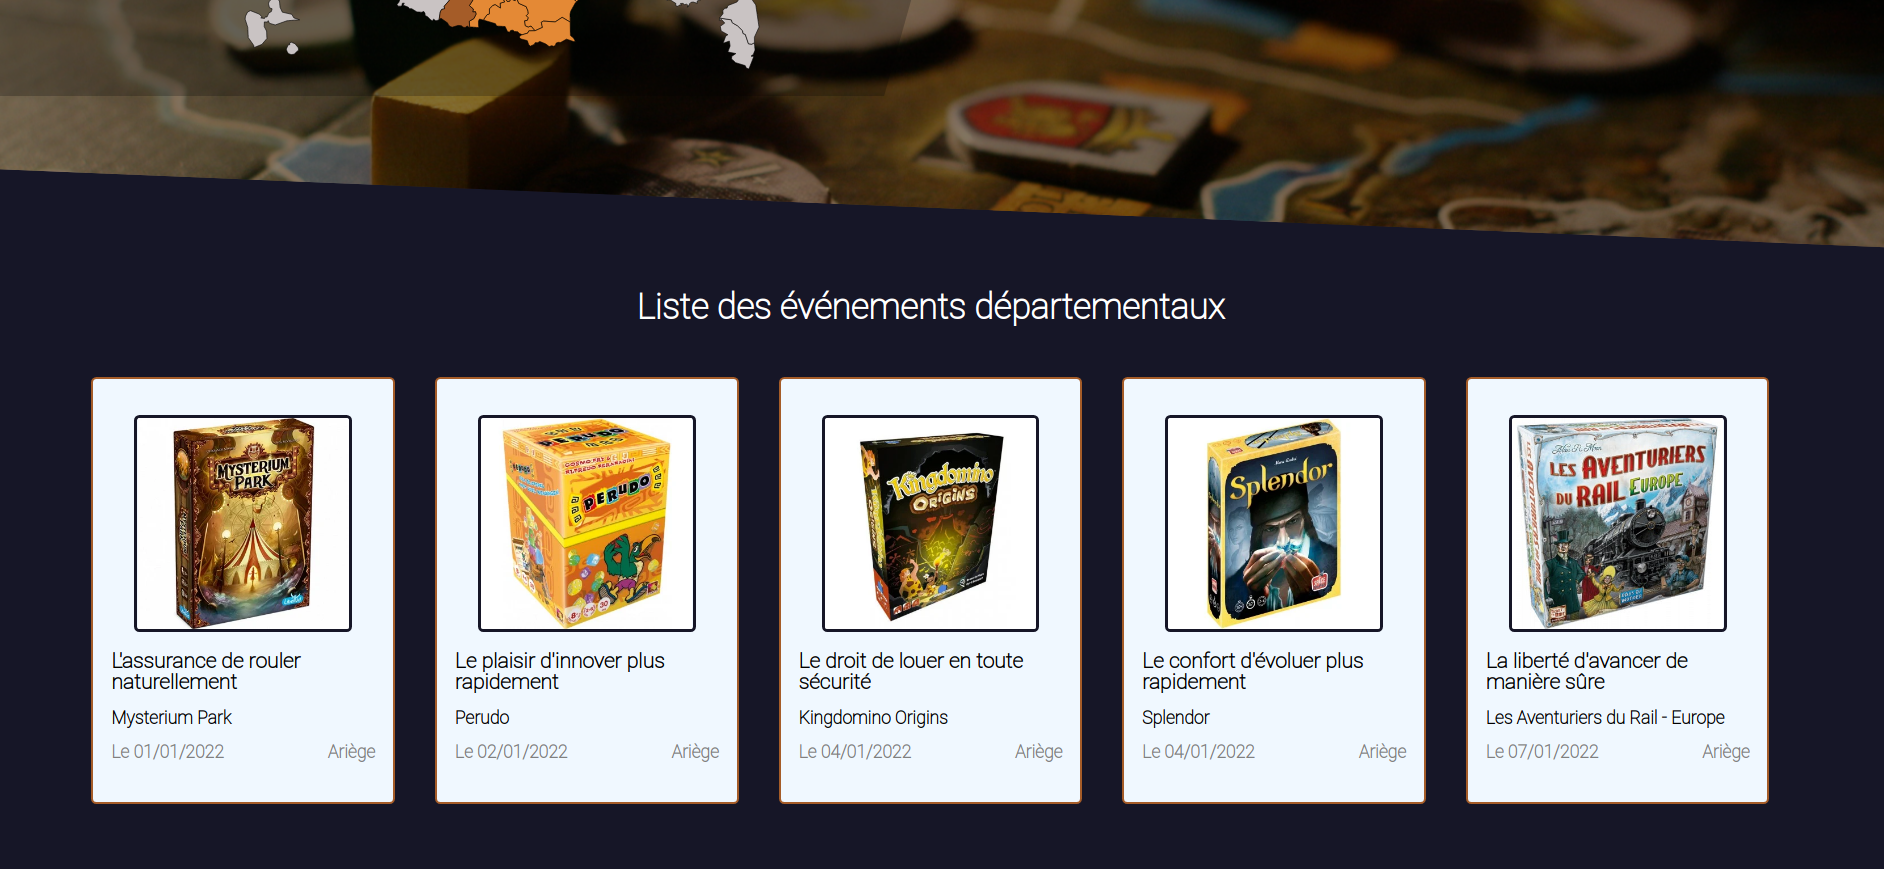 Liste des événements départementaux
MYSTERIUM
PARK
PERUDO
PERUDO
Kingdomino
ORIGINS
Splendor
LES AVENTURIERS
DU RAIL EUROPE
L'assurance de rouler
naturellement
Mysterium Park
Le 01/01/2022
Ariège
Le plaisir d'innover plus
rapidement
Perudo
Le 02/01/2022
Ariège
Le droit de louer en toute
sécurité
Kingdomino Origins
Le 04/01/2022
Ariège
Le confort d'évoluer plus
rapidement
Splendor
Le 04/01/2022
Ariège
La liberté d'avancer de
manière sûre
Les Aventuriers du Rail - Europe
Le 07/01/2022
Ariège